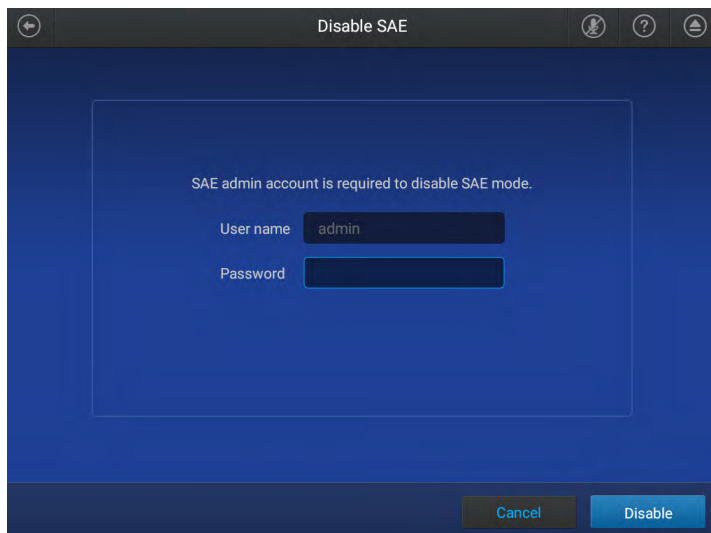 Disable SAE
?
SAE admin account is required to disable SAE mode.
User name admin
Password
Cancel Disable